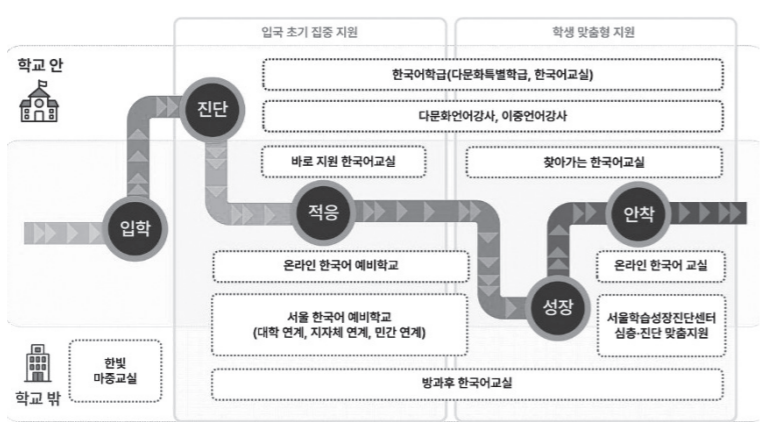 입국 초기 집중 지원
학생 맞춤형 지원
학교 안
한국어학급(다문화특별학급, 한국어교실)
진단
다문화언어강사, 이중언어강사
바로 지원 한국어교실
찾아가는 한국어교실
입학
적응
안착
온라인 한국어 예비학교
온라인 한국어 교실
성장
서울 한국어 예비학교
(대학 연계, 지자체 연계, 민간 연계)
서울학습성장진단센터
심층·진단 맞춤지원
한빛
마중교실
학교 밖
방과후 한국어교실